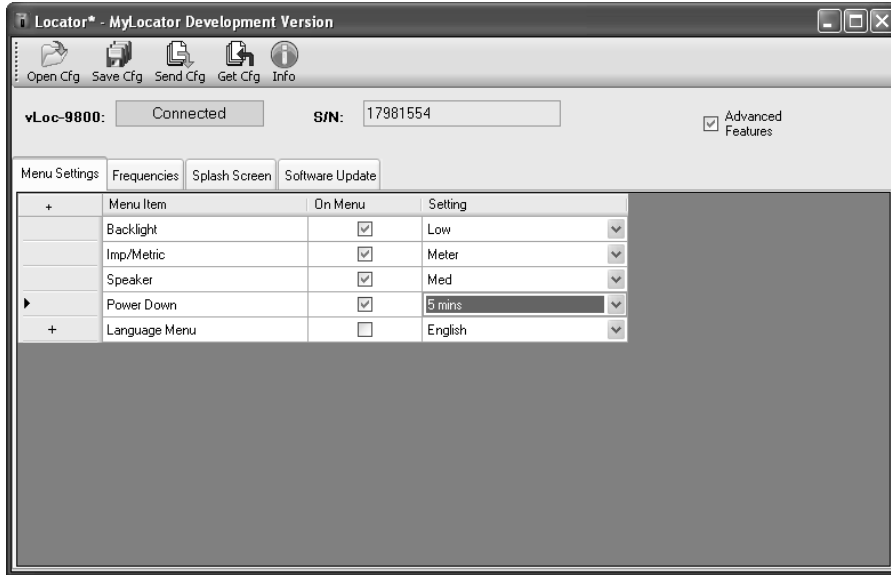 Locator* - MyLocator Development Version
Open Cfg Save Cfg Send Cfg Get Cfg Info
vLoc-9800: Connected S/N: 17981554 Advanced Features
Menu Settings Frequencies Splash Screen Software Update
+ Menu Item On Menu Setting
Backlight Low
Imp/Metric Meter
Speaker Med
Power Down 5 mins
+ Language Menu English